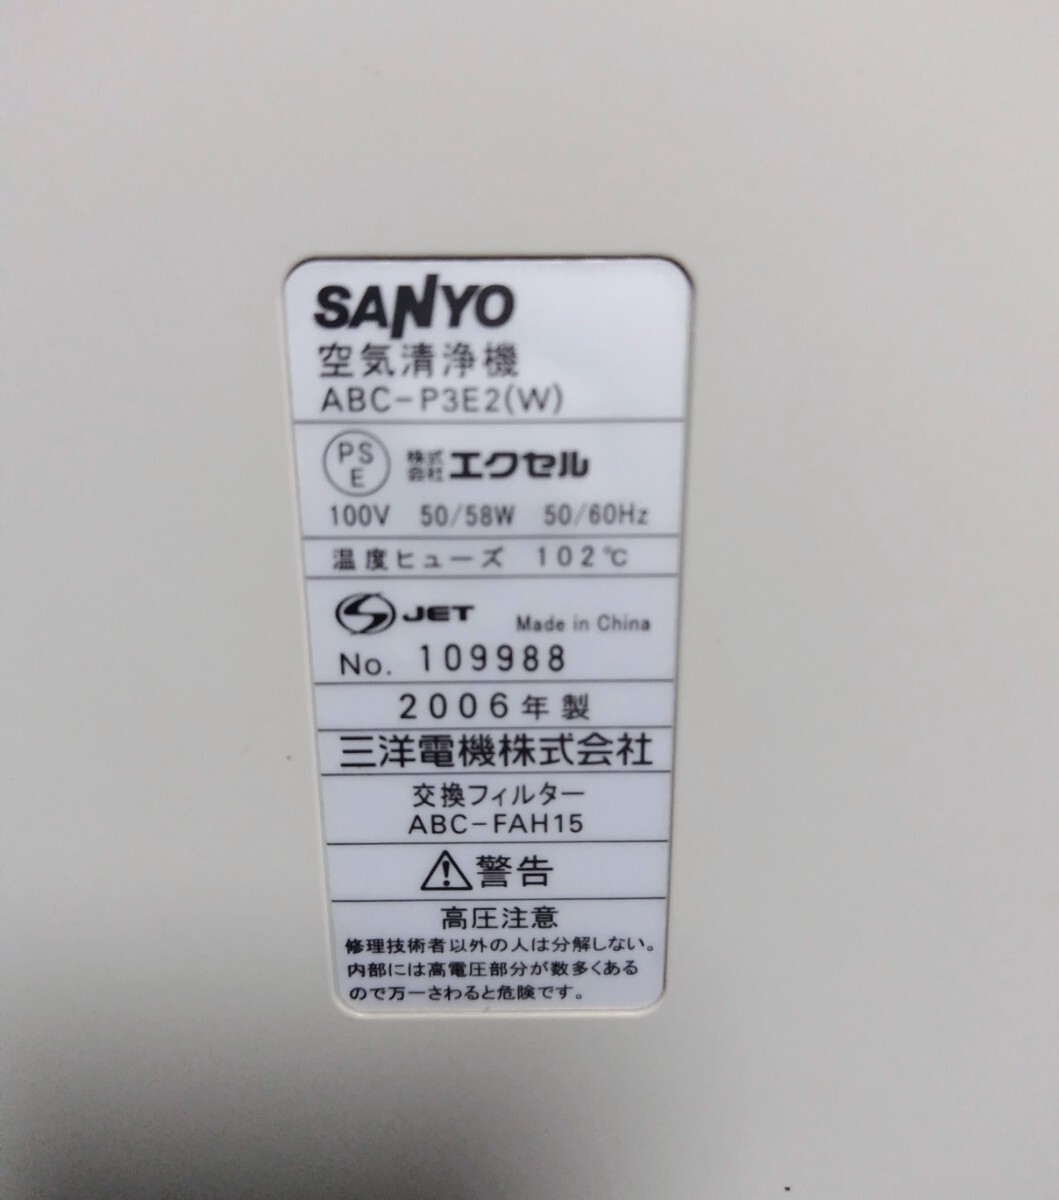 SANYO
空気清浄機
ABC-P3E2(W)
PS
E
株式
会社 エクセル
100V 50/58W 50/60Hz
温度ヒューズ 102℃
S JET Made in China
No. 109988
2006年製
三洋電機株式会社
交換フィルター
ABC-FAH15
警告
高圧注意
修理技術者以外の人は分解しない。
内部には高電圧部分が数多くある
ので万一さわると危険です。